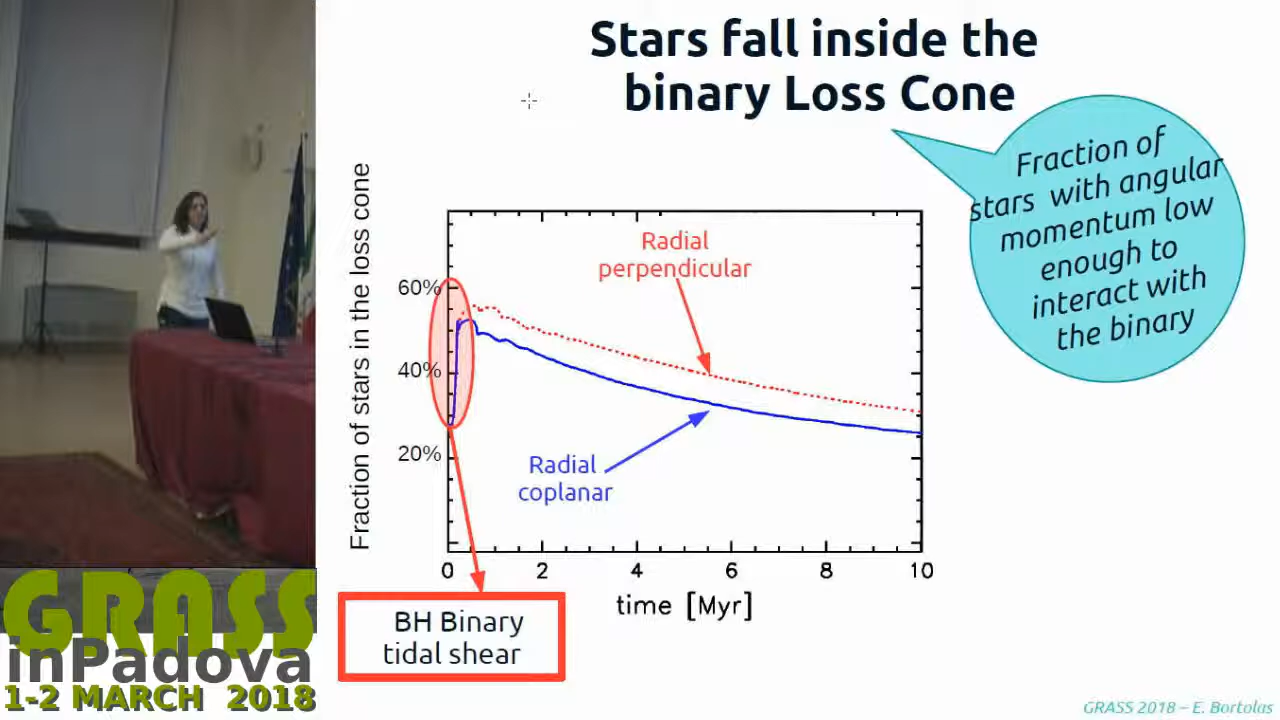 Stars fall inside the
binary Loss Cone
Fraction of
stars with angular
momentum low
enough to
interact with
the binary
Fraction of stars in the loss cone
60%
40%
20%
Radial
perpendicular
Radial
coplanar
0 2 4 6 8 10
time [Myr]
BH Binary
tidal shear
GRASS
inPadova
1-2 MARCH 2018
GRASS 2018 – E. Bortolas